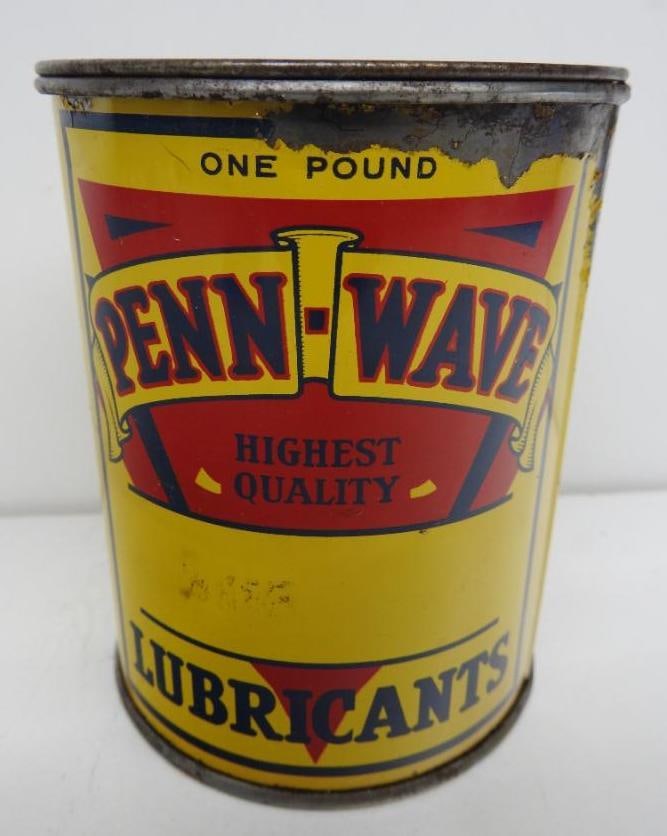 ONE POUND
PENN-WAVE
HIGHEST
QUALITY
LUBRICANTS